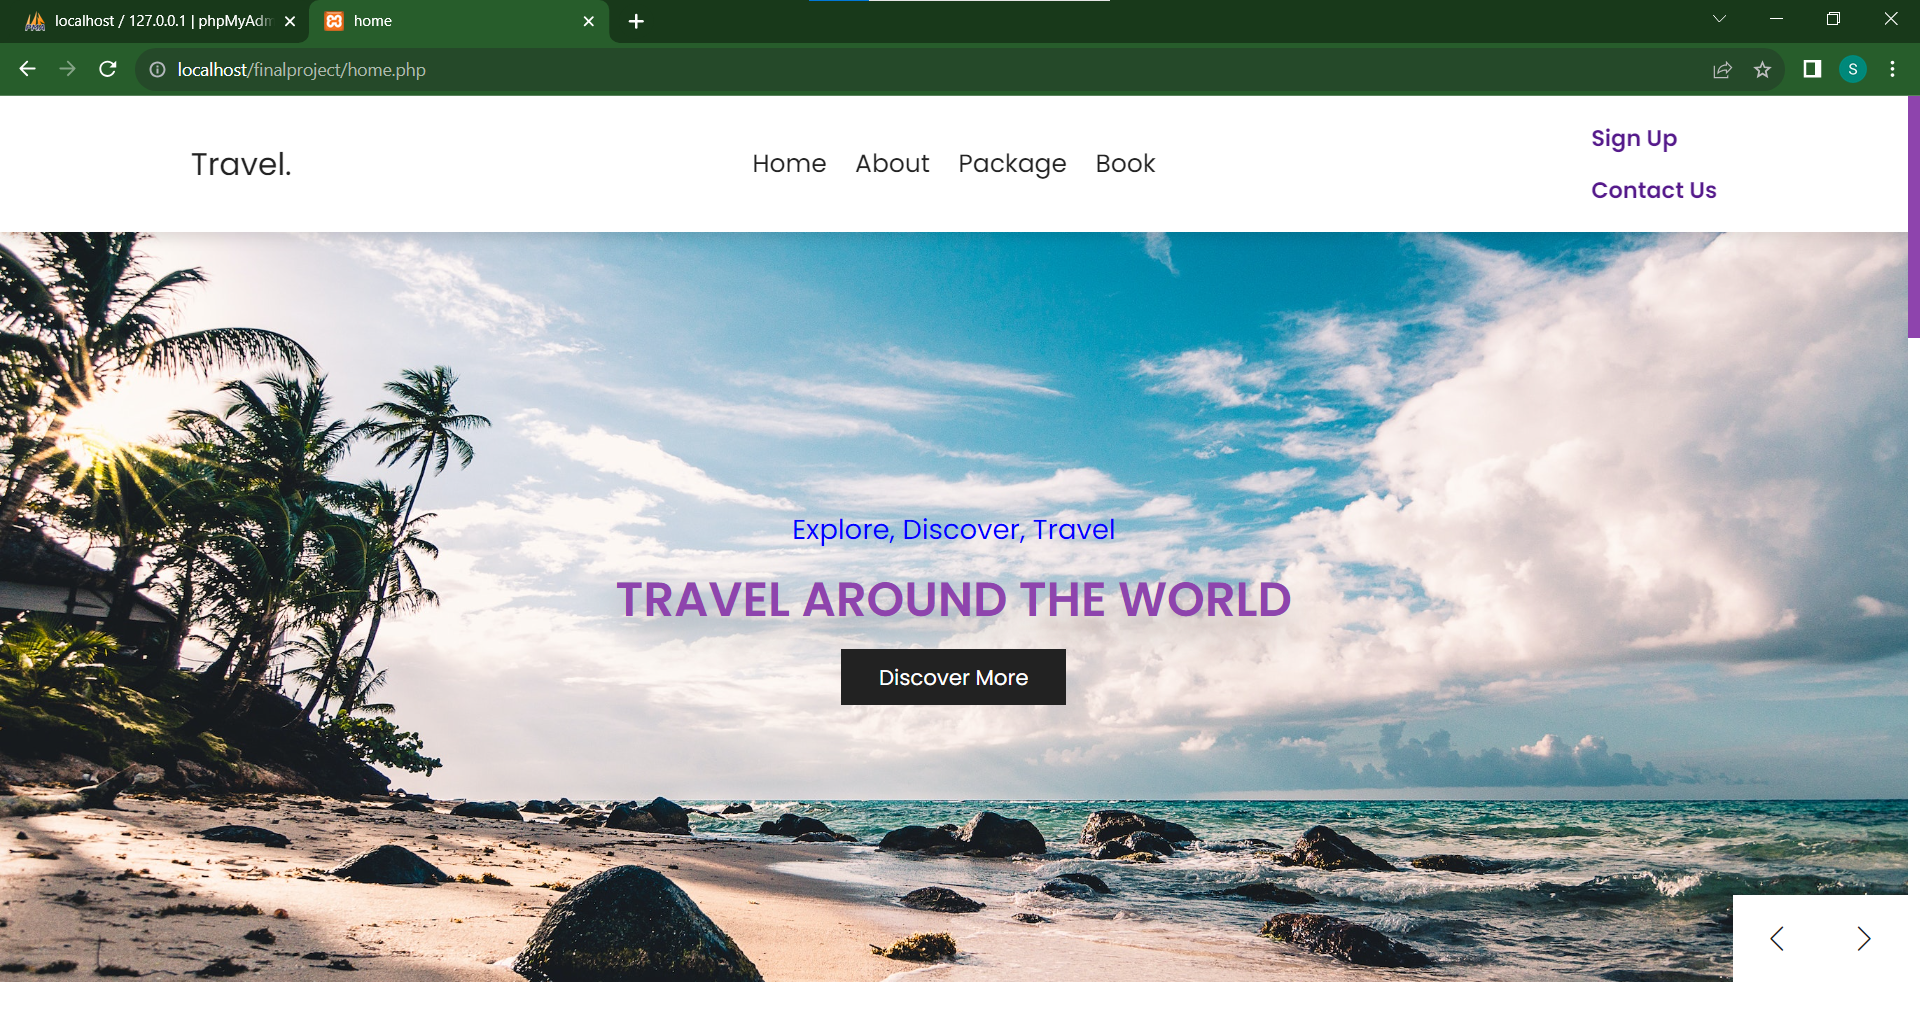 localhost / 127.0.0.1 | phpMyAdm
home
localhost/finalproject/home.php
S
Travel.
Home About Package Book
Sign Up
Contact Us
Explore, Discover, Travel
TRAVEL AROUND THE WORLD
Discover More